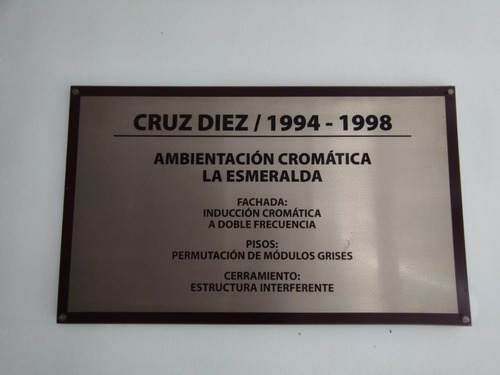 CRUZ DIEZ / 1994 - 1998
AMBIENTACIÓN CROMÁTICA
LA ESMERALDA
FACHADA:
INDUCCIÓN CROMÁTICA
A DOBLE FRECUENCIA
PISOS:
PERMUTACIÓN DE MÓDULOS GRISES
CERRAMIENTO:
ESTRUCTURA INTERFERENTE